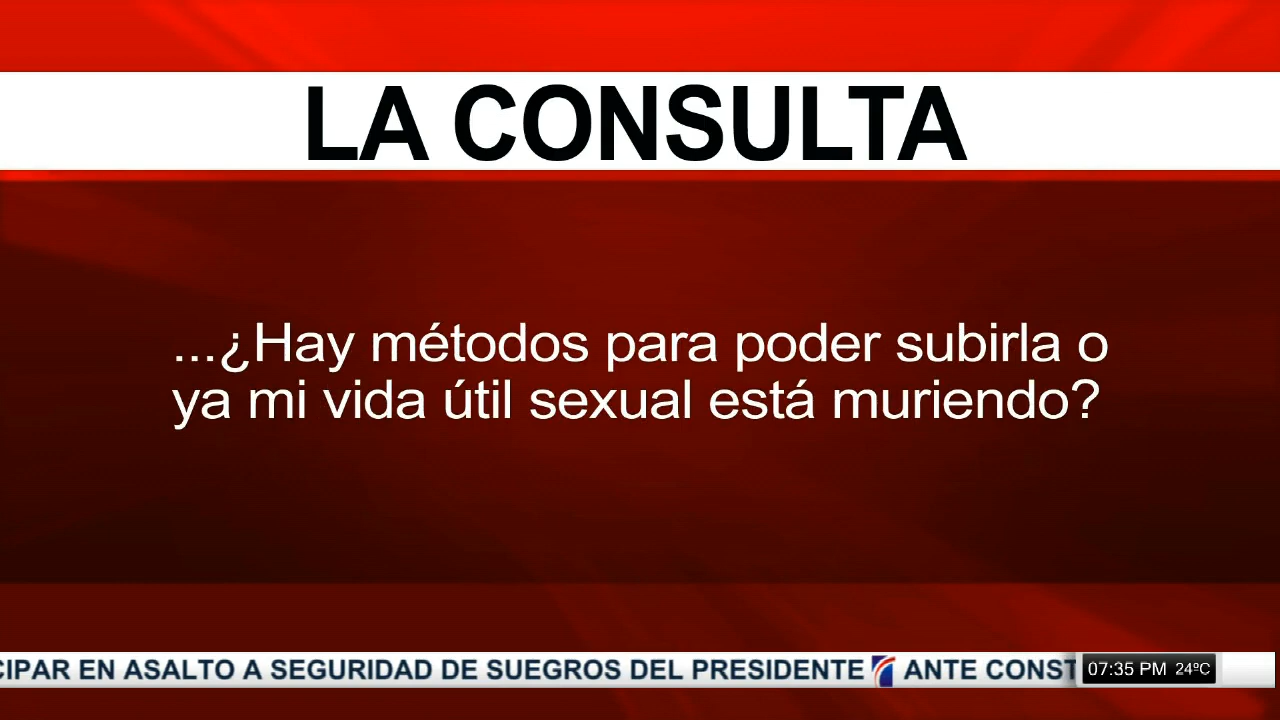 LA CONSULTA
...¿Hay métodos para poder subirla o
ya mi vida útil sexual está muriendo?
CIPAR EN ASALTO A SEGURIDAD DE SUEGROS DEL PRESIDENTE ANTE CONST
07:35 PM 24ºC